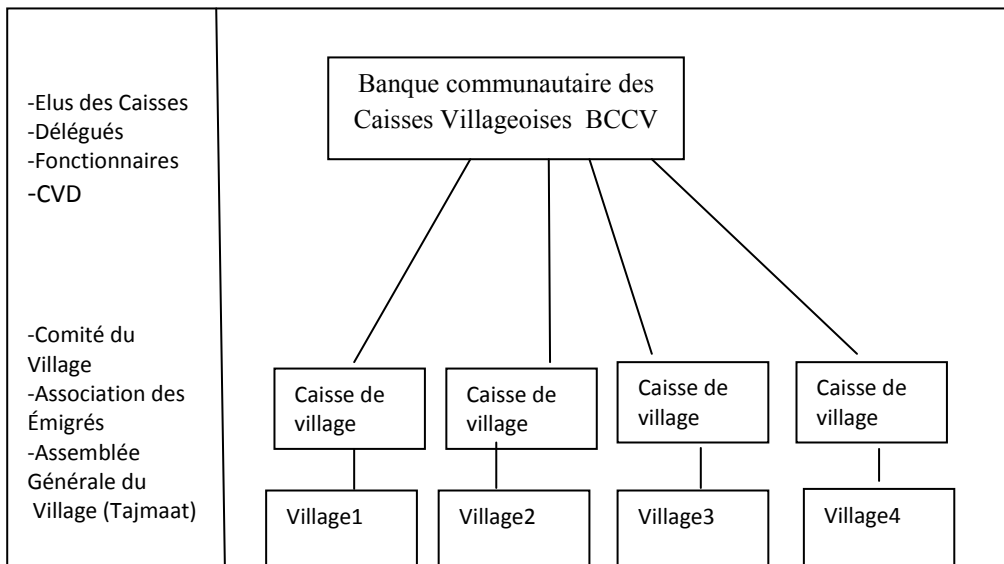 -Elus des Caisses
-Délégués
-Fonctionnaires
-CVD
-Comité du
Village
-Association des
Émigrés
-Assemblée
Générale du
Village (Tajmaat)
Banque communautaire des
Caisses Villageoises BCCV
Caisse de
village
Caisse de
village
Caisse de
village
Caisse de
village
Village1
Village2
Village3
Village4